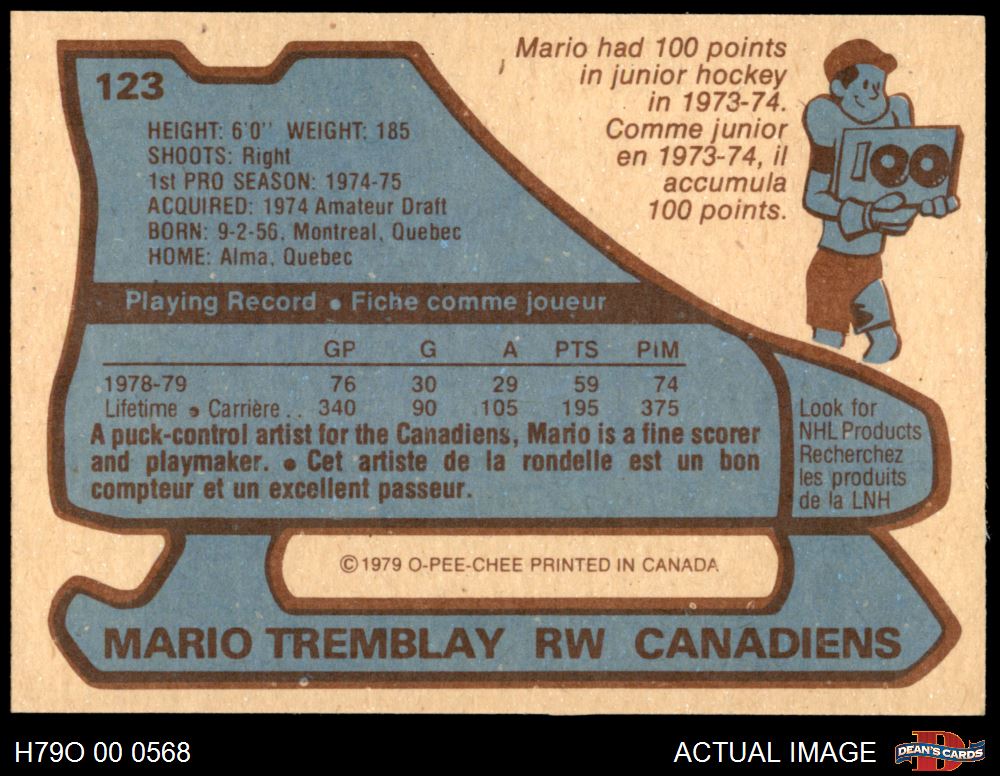 123
HEIGHT: 6'0" WEIGHT: 185
SHOOTS: Right
1st PRO SEASON: 1974-75
ACQUIRED: 1974 Amateur Draft
BORN: 9-2-56, Montreal, Quebec
HOME: Alma, Quebec
Mario had 100 points
in junior hockey
in 1973-74.
Comme junior
en 1973-74, il
accumula
100 points.
100
Playing Record • Fiche comme joueur
GP G A PTS PIM
1978-79 76 30 29 59 74
Lifetime • Carrière . . 340 90 105 195 375
A puck-control artist for the Canadiens, Mario is a fine scorer
and playmaker. • Cet artiste de la rondelle est un bon
compteur et un excellent passeur.
Look for
NHL Products
Recherchez
les produits
de la LNH
©1979 O-PEE-CHEE PRINTED IN CANADA
MARIO TREMBLAY RW CANADIENS
H79O 00 0568
ACTUAL IMAGE
D
DEAN'S CARDS